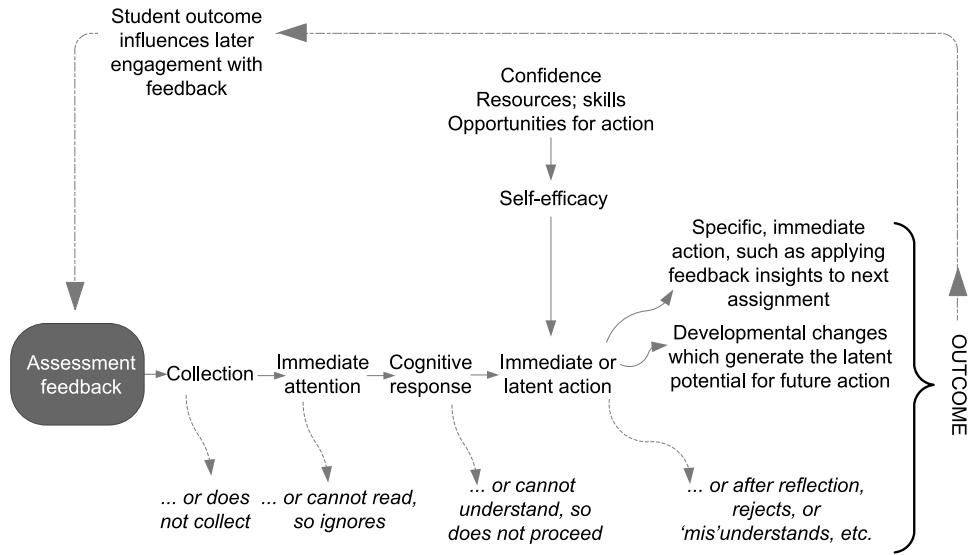 Student outcome
influences later
engagement with
feedback
Confidence
Resources; skills
Opportunities for action
Self-efficacy
Specific, immediate
action, such as applying
feedback insights to next
assignment
Developmental changes
which generate the latent
potential for future action
Assessment
feedback
Collection
Immediate
attention
Cognitive
response
Immediate or
latent action
OUTCOME
... or does
not collect
... or cannot read,
so ignores
... or cannot
understand, so
does not proceed
... or after reflection,
rejects, or
‘mis’understands, etc.